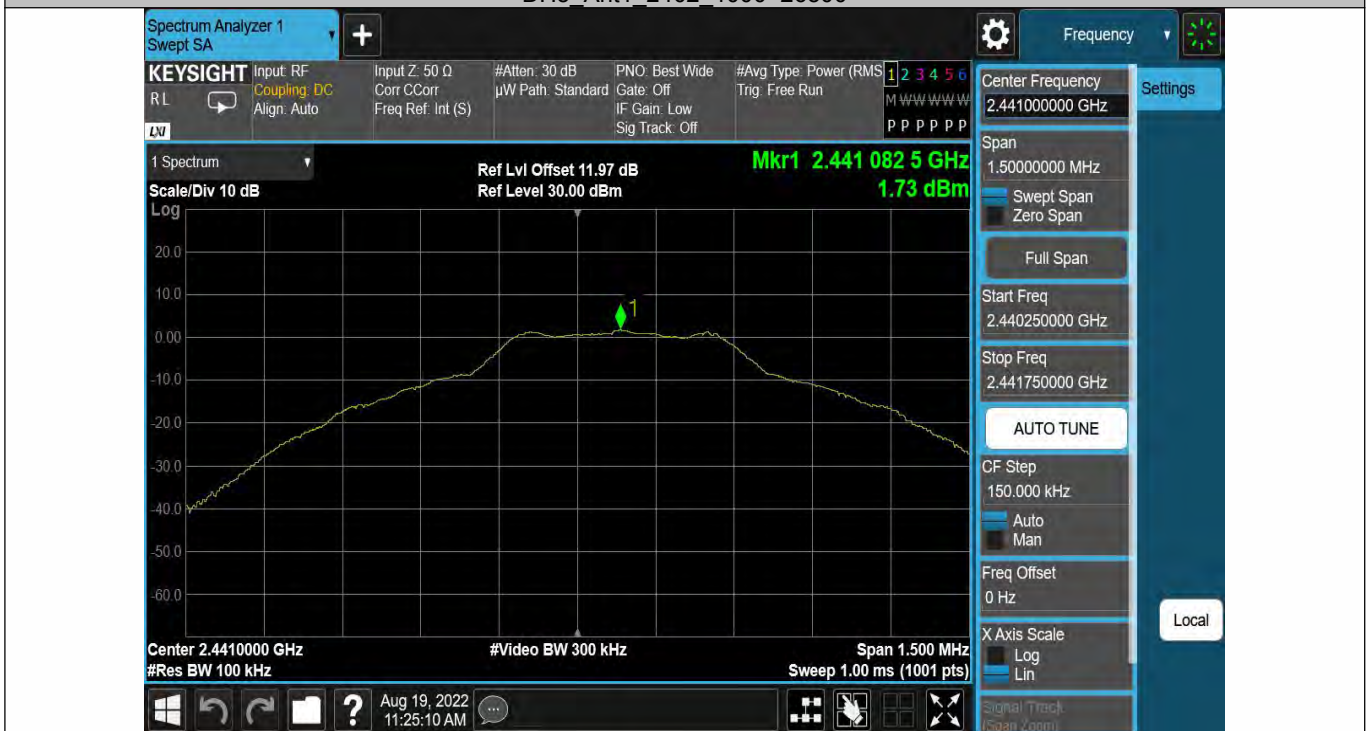 Spectrum Analyzer 1
Swept SA
Frequency
KEYSIGHT
RL
LXI
Input: RF
Coupling: DC
Align: Auto
Input Z: 50 Ω
Corr CCorr
Freq Ref: Int (S)
#Atten: 30 dB
µW Path: Standard
PNO: Best Wide
Gate: Off
IF Gain: Low
Sig Track: Off
#Avg Type: Power (RMS
Trig: Free Run
1 2 3 4 5 6
M W W W W W
P P P P P P
Center Frequency
2.441000000 GHz
Settings
1 Spectrum
Scale/Div 10 dB
Ref Lvl Offset 11.97 dB
Ref Level 30.00 dBm
Mkr1 2.441 082 5 GHz
1.73 dBm
Span
1.50000000 MHz
Swept Span
Zero Span
Log
20.0
10.0
0.00
-10.0
-20.0
-30.0
-40.0
-50.0
-60.0
1
Full Span
Start Freq
2.440250000 GHz
Stop Freq
2.441750000 GHz
AUTO TUNE
CF Step
150.000 kHz
Auto
Man
Freq Offset
0 Hz
X Axis Scale
Log
Lin
Local
Signal Track
(Span Zoom)
Center 2.4410000 GHz
#Res BW 100 kHz
#Video BW 300 kHz
Span 1.500 MHz
Sweep 1.00 ms (1001 pts)
?
Aug 19, 2022
11:25:10 AM